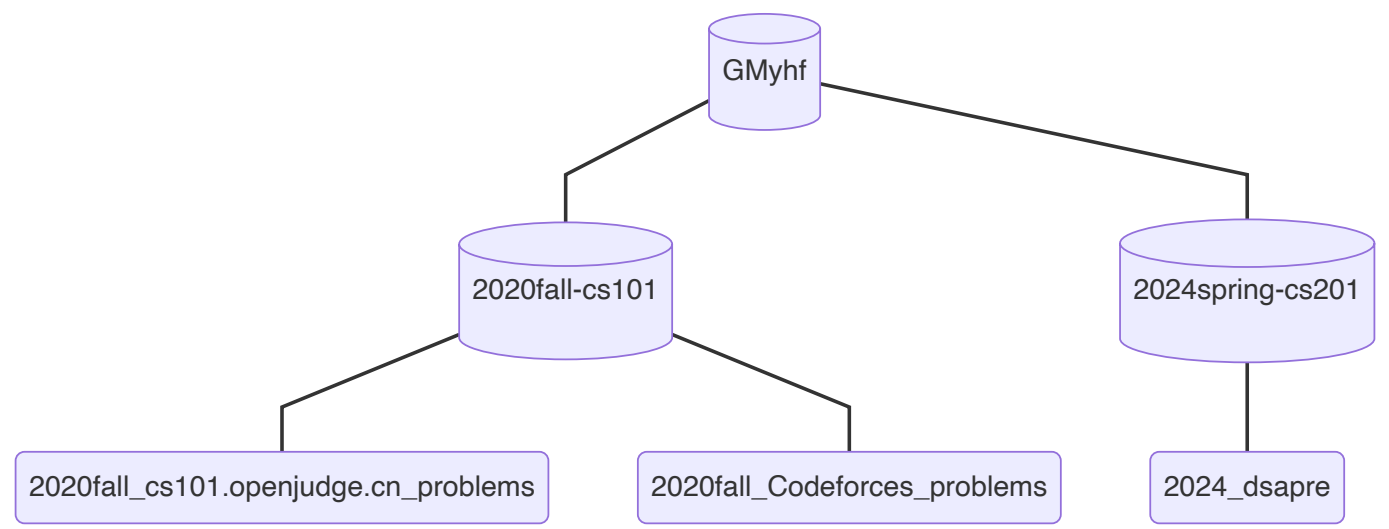 GMyhf
2020fall-cs101
2024spring-cs201
2020fall_cs101.openjudge.cn_problems
2020fall_Codeforces_problems
2024_dsapre